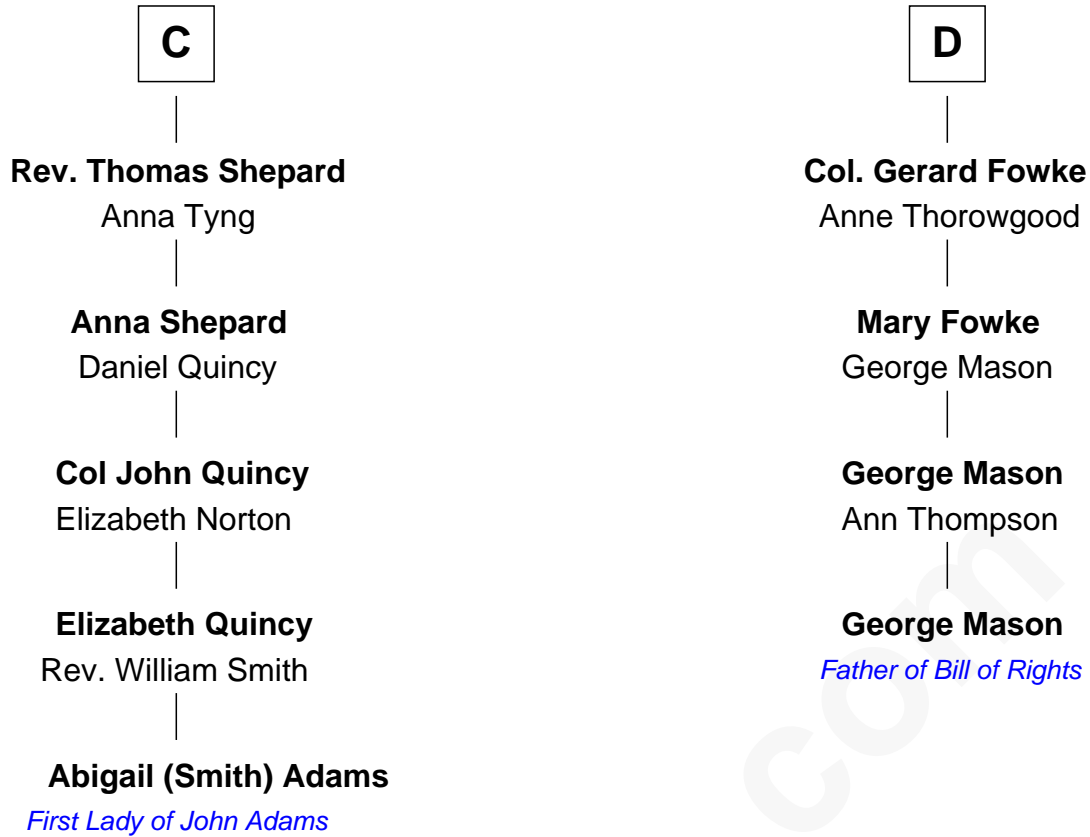 C
Rev. Thomas Shepard
Anna Tyng
Anna Shepard
Daniel Quincy
Col John Quincy
Elizabeth Norton
Elizabeth Quincy
Rev. William Smith
Abigail (Smith) Adams
First Lady of John Adams
D
Col. Gerard Fowke
Anne Thorowgood
Mary Fowke
George Mason
George Mason
Ann Thompson
George Mason
Father of Bill of Rights
com